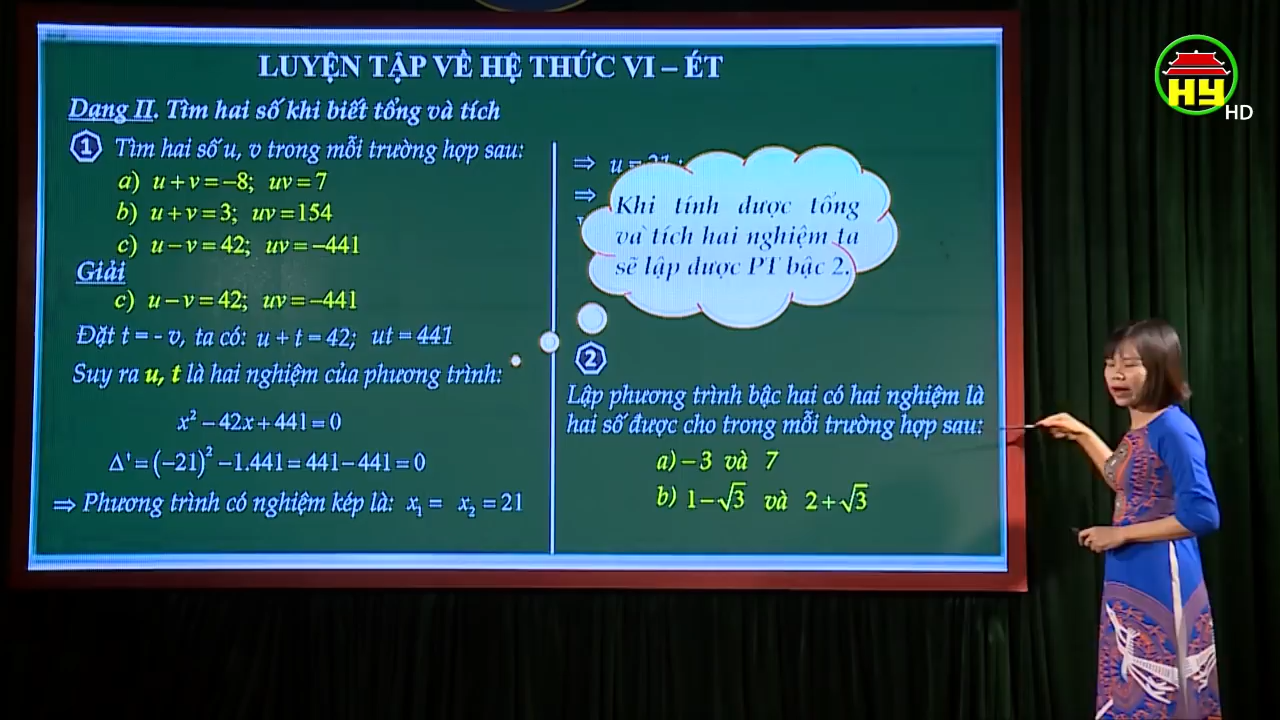 LUYỆN TẬP VỀ HỆ THỨC VI – ÉT
Dạng II. Tìm hai số khi biết tổng và tích
1 Tìm hai số u, v trong mỗi trường hợp sau:
a) u + v = –8; uv = 7
b) u + v = 3; uv = 154
c) u – v = 42; uv = –441
Giải
c) u – v = 42; uv = –441
Đặt t = - v, ta có: u + t = 42; ut = 441
Suy ra u, t là hai nghiệm của phương trình:
x² – 42x + 441 = 0
Δ' = (–21)² – 1.441 = 441 – 441 = 0
⇒ Phương trình có nghiệm kép là: x₁ = x₂ = 21
⇒ u =
⇒
Khi tính được tổng
và tích hai nghiệm ta
sẽ lập được PT bậc 2.
2
Lập phương trình bậc hai có hai nghiệm là
hai số được cho trong mỗi trường hợp sau:
a) – 3 và 7
b) 1 – √3 và 2 + √3
HY
HD